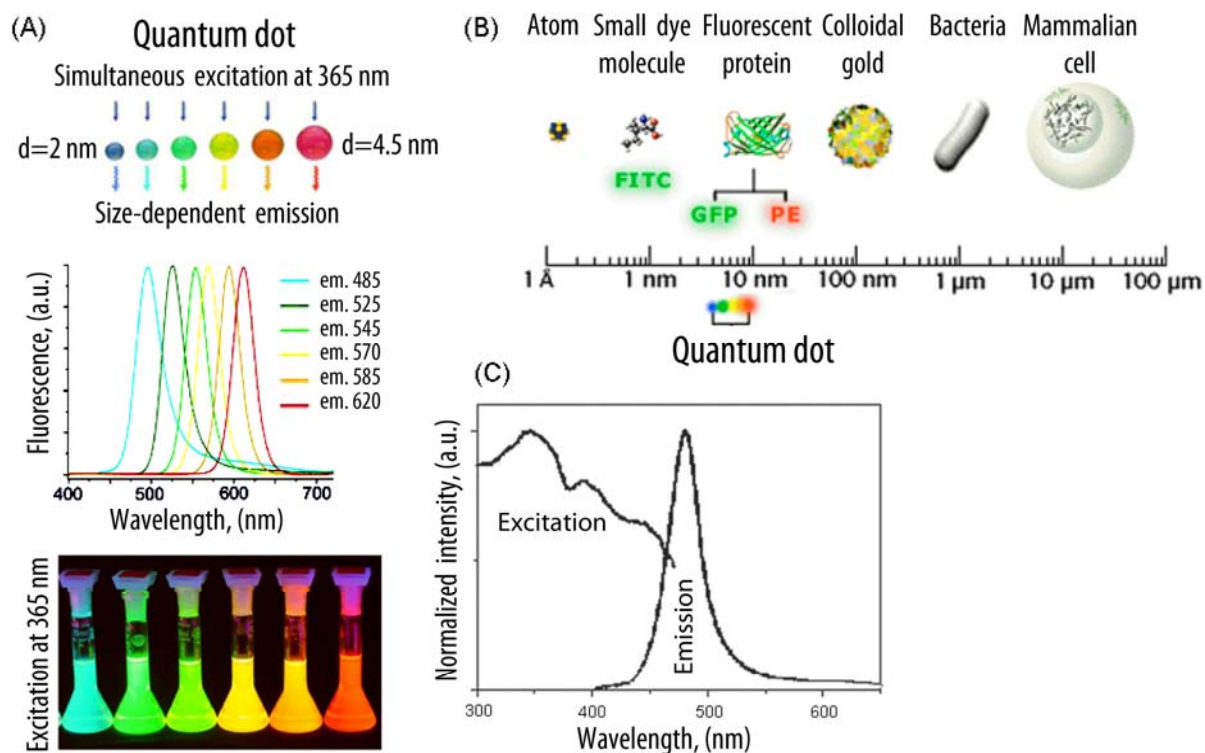 (A)
Quantum dot
Simultaneous excitation at 365 nm
d=2 nm
d=4.5 nm
Size-dependent emission
Fluorescence, (a.u.)
em. 485
em. 525
em. 545
em. 570
em. 585
em. 620
400 500 600 700
Wavelength, (nm)
Excitation at 365 nm
(B)
Atom
Small dye
molecule
Fluorescent
protein
Colloidal
gold
Bacteria
Mammalian
cell
FITC
GFP
PE
1 Å 1 nm 10 nm 100 nm 1 μm 10 μm 100 μm
Quantum dot
(C)
Normalized intensity, (a.u.)
Excitation
Emission
300 400 500 600
Wavelength, (nm)